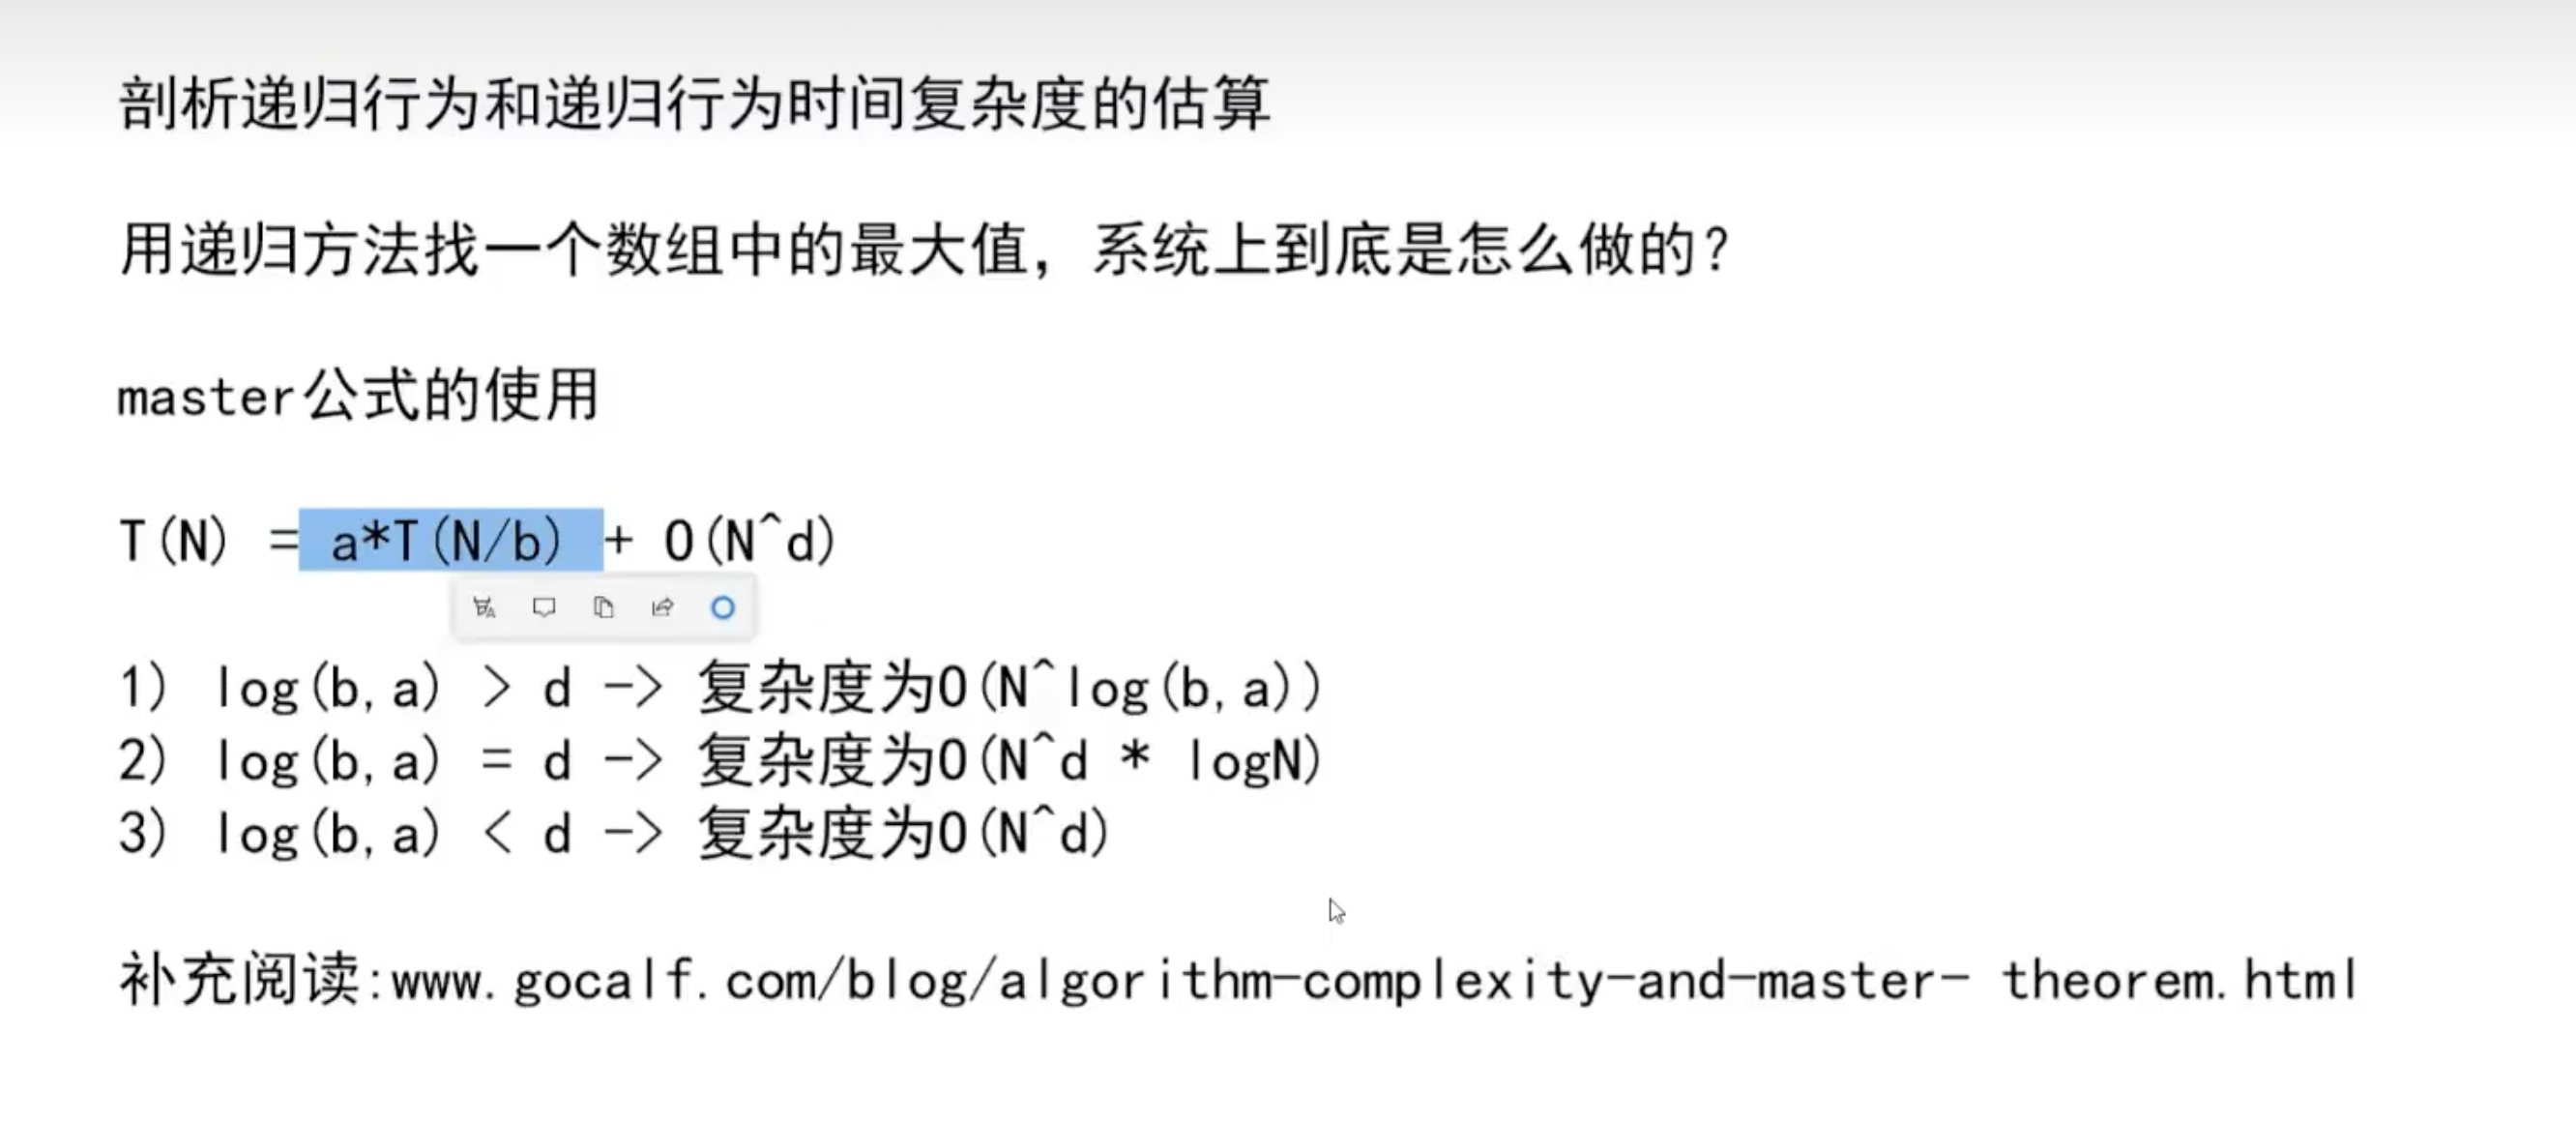 剖析递归行为和递归行为时间复杂度的估算
用递归方法找一个数组中的最大值，系统上到底是怎么做的？
master公式的使用
T(N) = a*T(N/b) + O(N^d)
1) log(b,a) > d -> 复杂度为O(N^log(b,a))
2) log(b,a) = d -> 复杂度为O(N^d * logN)
3) log(b,a) < d -> 复杂度为O(N^d)
补充阅读:www.gocalf.com/blog/algorithm-complexity-and-master- theorem.html